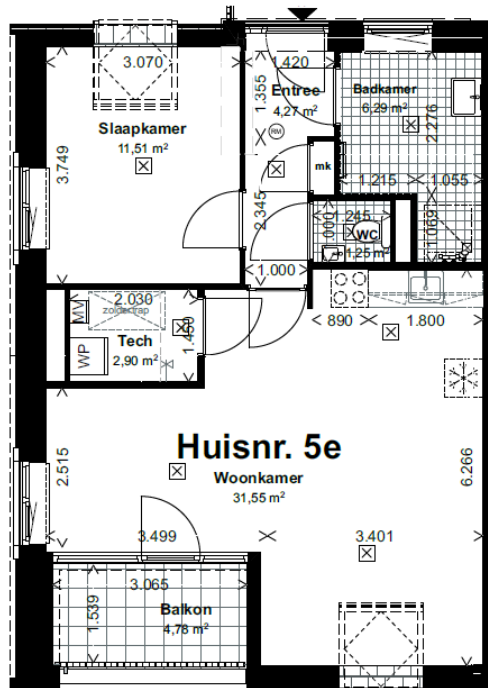 3.070
1.420
Entree
4,27 m²
1.355
Badkamer
6,29 m²
2.276
Slaapkamer
11,51 m²
3.749
RM
mk
2.345
1.215
1.055
1.245
1.000
WC
1,25 m²
1.069
1.000
2.030
MV
zoldertrap
WP
Tech
2,90 m²
890
1.800
Huisnr. 5e
Woonkamer
31,55 m²
2.515
6.266
3.499
3.401
3.065
1.539
Balkon
4,78 m²